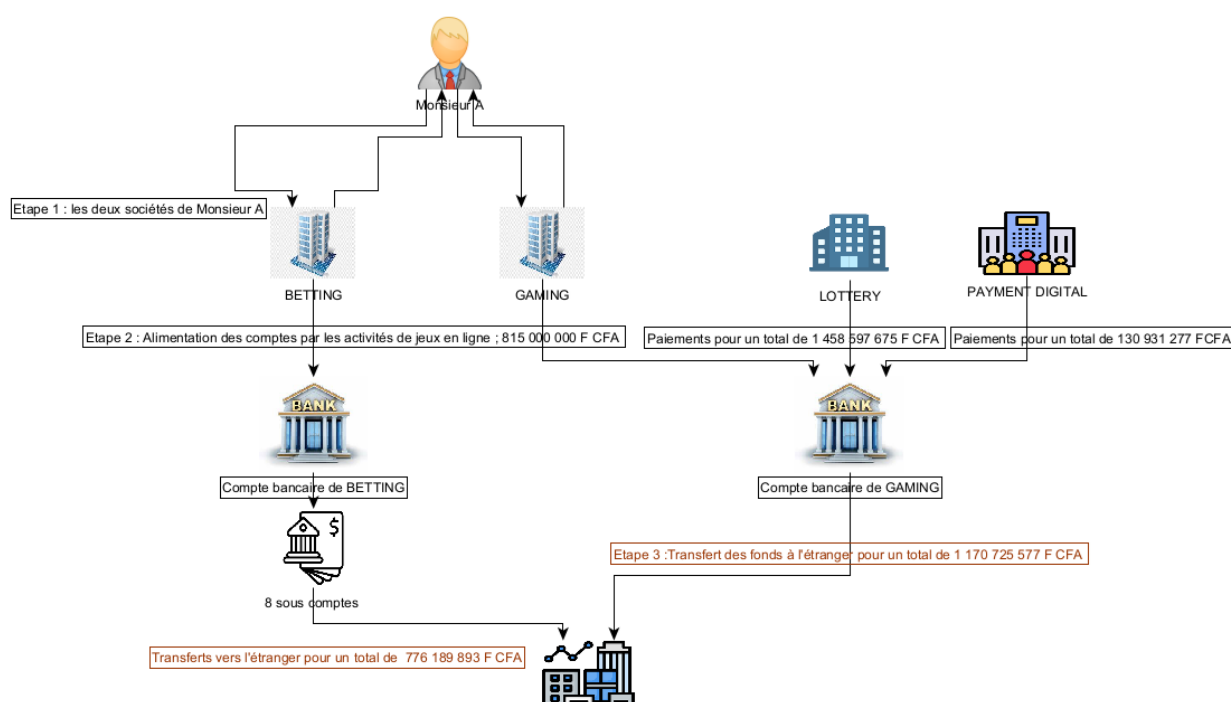 Monsieur A
Etape 1 : les deux sociétés de Monsieur A
BETTING
GAMING
LOTTERY
PAYMENT DIGITAL
Etape 2 : Alimentation des comptes par les activités de jeux en ligne ; 815 000 000 F CFA
Paiements pour un total de 1 458 597 675 F CFA
Paiements pour un total de 130 931 277 FCFA
BANK
BANK
Compte bancaire de BETTING
Compte bancaire de GAMING
$
Etape 3 :Transfert des fonds à l'étranger pour un total de 1 170 725 577 F CFA
8 sous comptes
Transferts vers l'étranger pour un total de 776 189 893 F CFA